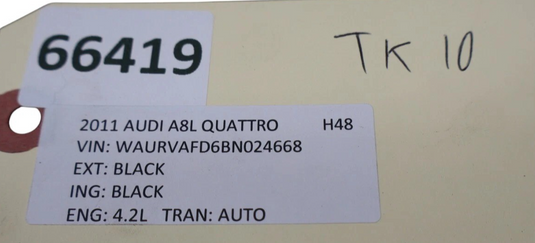 66419
TK 10
2011 AUDI A8L QUATTRO H48
VIN: WAURVAFD6BN024668
EXT: BLACK
ING: BLACK
ENG: 4.2L TRAN: AUTO